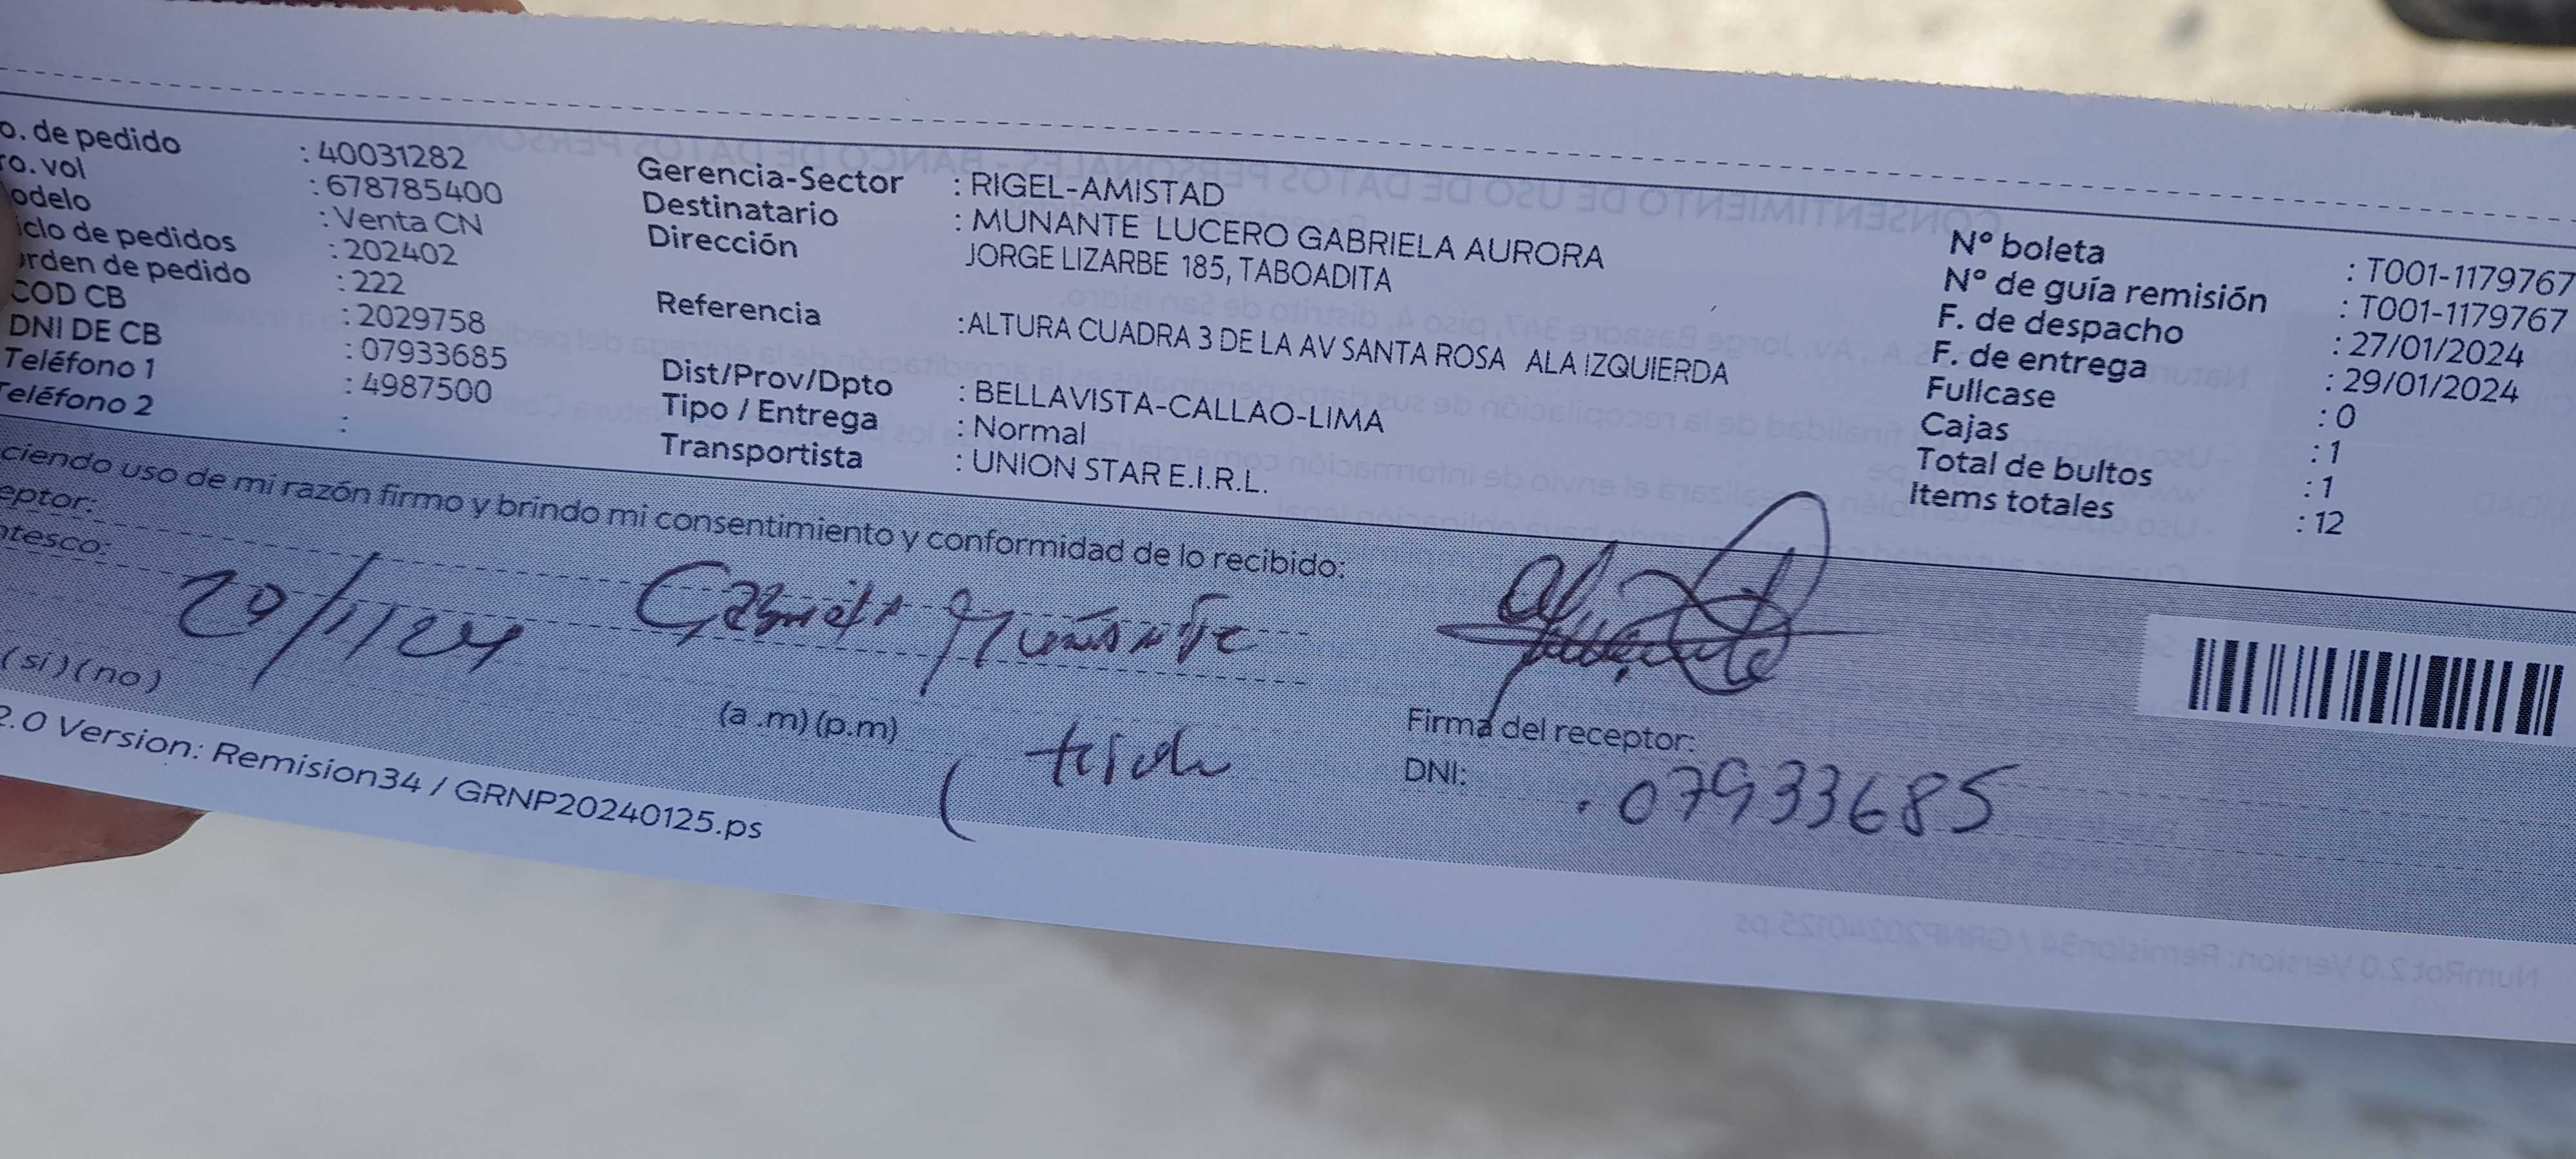 o. de pedido : 40031282
ro. vol : 678785400
odelo : Venta CN
iclo de pedidos : 202402
orden de pedido : 222
COD CB : 2029758
DNI DE CB : 07933685
Teléfono 1 : 4987500
Teléfono 2 :
Gerencia-Sector : RIGEL-AMISTAD
Destinatario : MUNANTE LUCERO GABRIELA AURORA
Dirección JORGE LIZARBE 185, TABOADITA
Referencia :ALTURA CUADRA 3 DE LA AV SANTA ROSA ALA IZQUIERDA
Dist/Prov/Dpto : BELLAVISTA-CALLAO-LIMA
Tipo / Entrega : Normal
Transportista : UNION STAR E.I.R.L.
Nº boleta : T001-1179767
Nº de guía remisión : T001-1179767
F. de despacho : 27/01/2024
F. de entrega : 29/01/2024
Fullcase : 0
Cajas : 1
Total de bultos : 1
Items totales : 12
ciendo uso de mi razón firmo y brindo mi consentimiento y conformidad de lo recibido:
eptor:
ntesco:
Gabriela Muñante
(si) (no)
(a .m) (p.m)
Firma del receptor:
DNI: 07933685
2.0 Version: Remision34 / GRNP20240125.ps